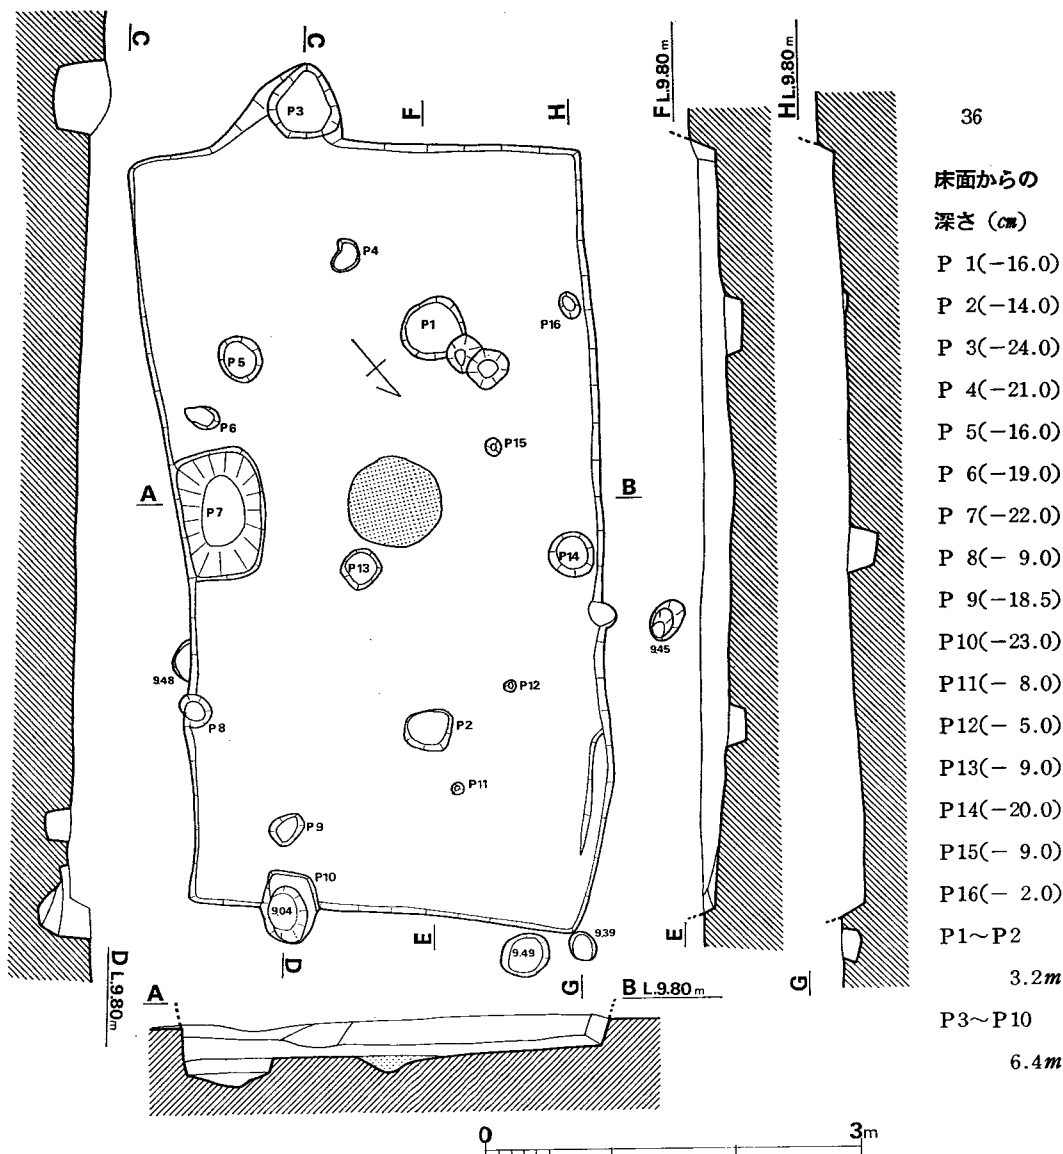 C
C
F
H
F L.9.80m
H L.9.80m
P3
P4
P1
P16
P5
P6
P15
A
B
P7
P14
P13
9.48
9.45
P12
P8
P2
P11
P9
P10
9.04
9.39
9.49
E
E
D
G
G
D L.9.80m
A
B L.9.80m
0
3m
36
床面からの
深さ (cm)
P 1(-16.0)
P 2(-14.0)
P 3(-24.0)
P 4(-21.0)
P 5(-16.0)
P 6(-19.0)
P 7(-22.0)
P 8(- 9.0)
P 9(-18.5)
P10(-23.0)
P11(- 8.0)
P12(- 5.0)
P13(- 9.0)
P14(-20.0)
P15(- 9.0)
P16(- 2.0)
P1~P2
3.2m
P3~P10
6.4m